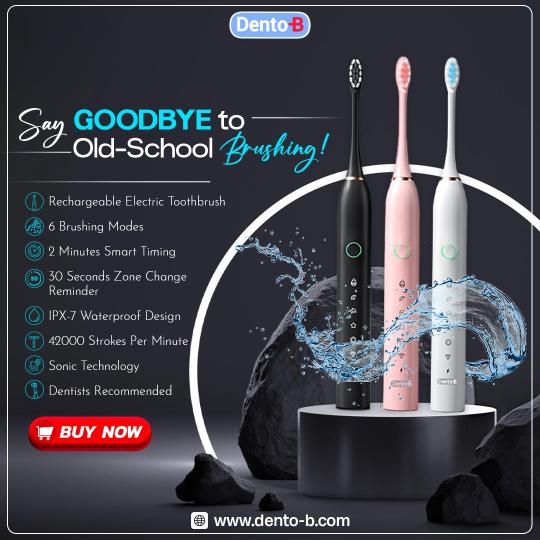 Dento-B
Say GOODBYE to
Old-School Brushing!
Rechargeable Electric Toothbrush
6 Brushing Modes
2 Minutes Smart Timing
30 Seconds Zone Change
Reminder
IPX-7 Waterproof Design
42000 Strokes Per Minute
Sonic Technology
Dentists Recommended
BUY NOW
Dento-B
Dento-B
www.dento-b.com